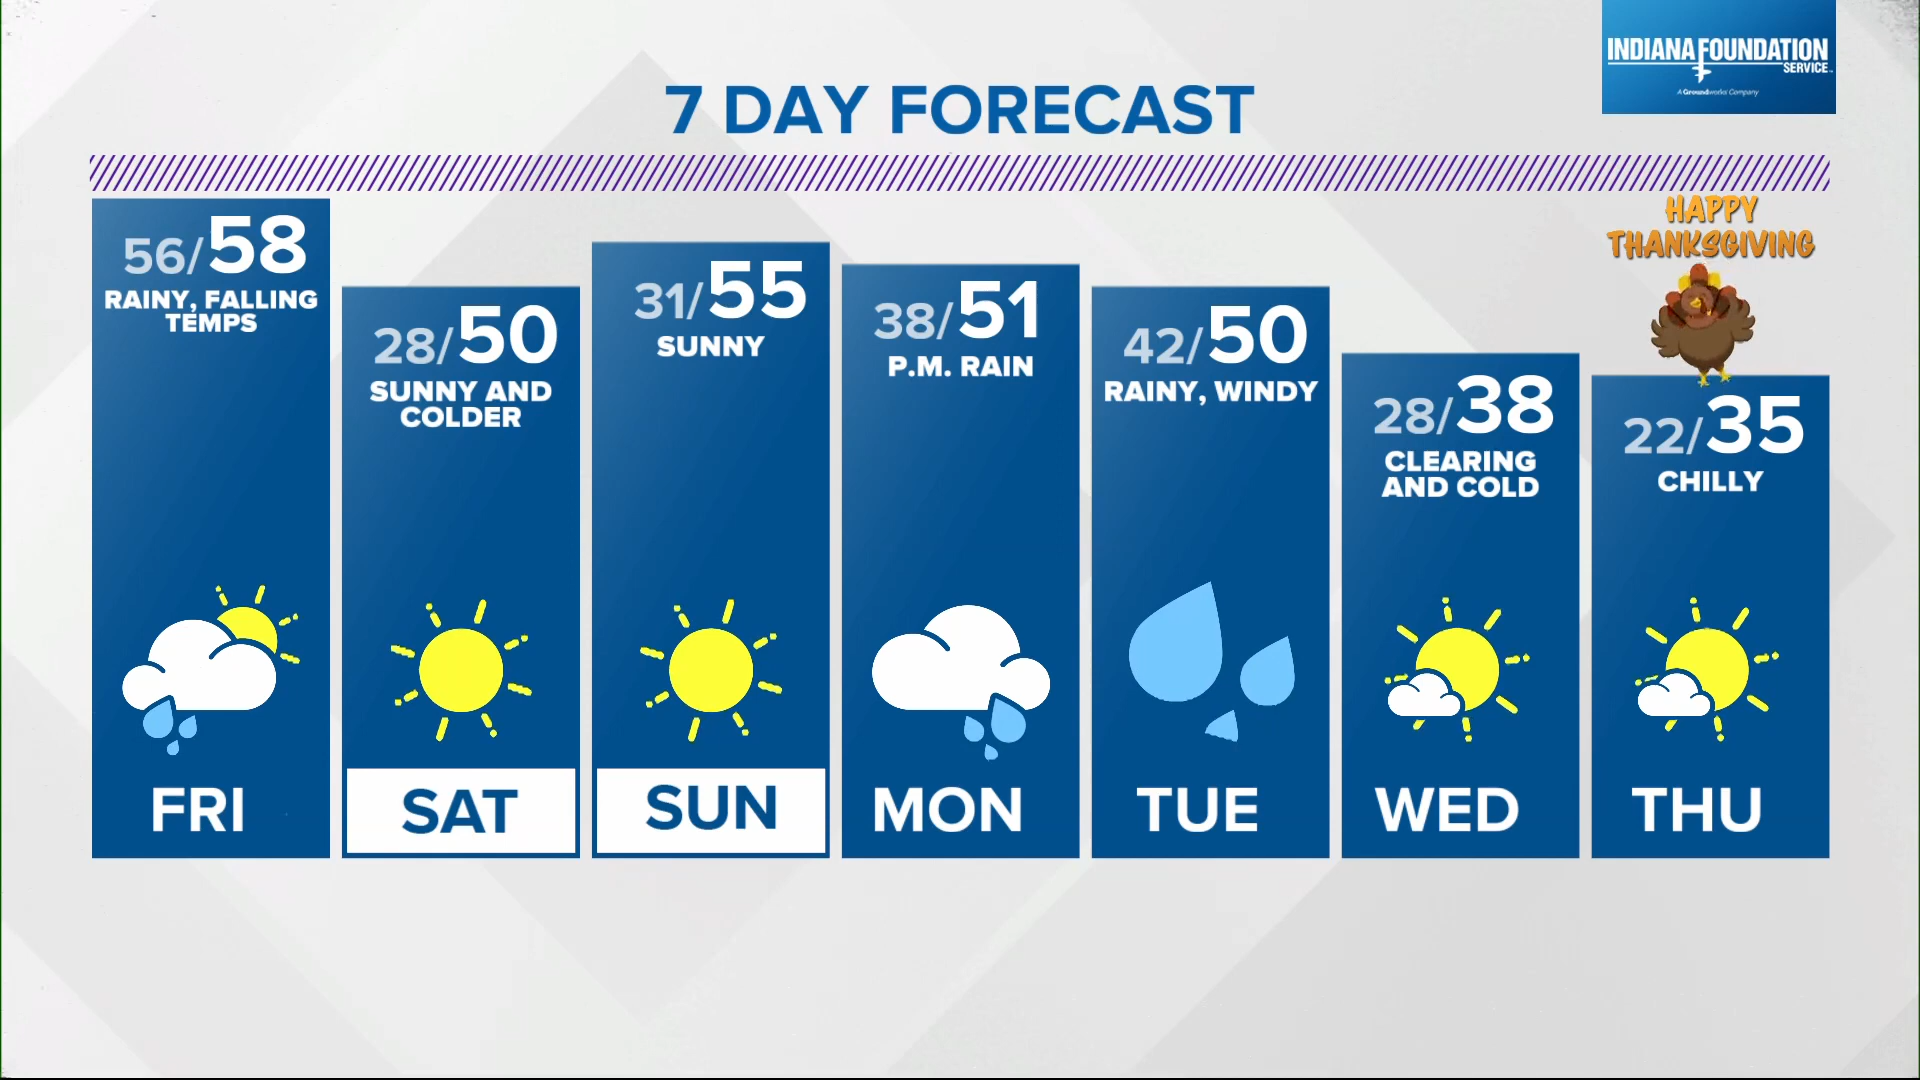 INDIANA FOUNDATION
SERVICE
A Groundworks Company
7 DAY FORECAST
56/58
RAINY, FALLING
TEMPS
FRI
28/50
SUNNY AND
COLDER
SAT
31/55
SUNNY
SUN
38/51
P.M. RAIN
MON
42/50
RAINY, WINDY
TUE
28/38
CLEARING
AND COLD
WED
HAPPY
THANKSGIVING
22/35
CHILLY
THU